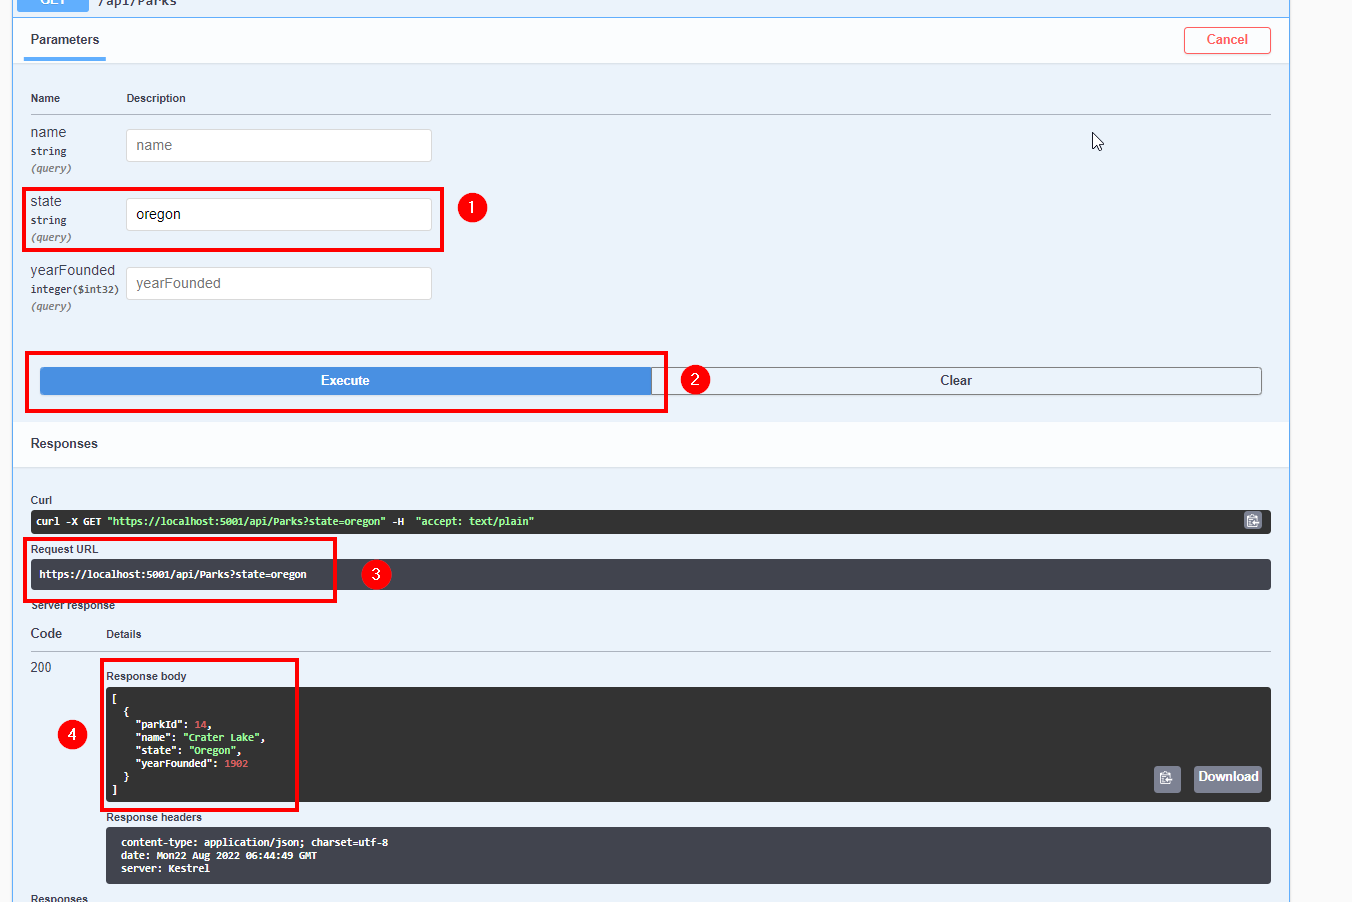 GET /api/Parks
Parameters
Cancel
Name Description
name
string
(query)
name
state
string
(query)
oregon
1
yearFounded
integer($int32)
(query)
yearFounded
Execute
2
Clear
Responses
Curl
curl -X GET "https://localhost:5001/api/Parks?state=oregon" -H  "accept: text/plain"
Request URL
https://localhost:5001/api/Parks?state=oregon
3
Server response
Code Details
200
Response body
[
  {
    "parkId": 14,
    "name": "Crater Lake",
    "state": "Oregon",
    "yearFounded": 1902
  }
]
4
Download
Response headers
content-type: application/json; charset=utf-8
date: Mon22 Aug 2022 06:44:49 GMT
server: Kestrel
Responses